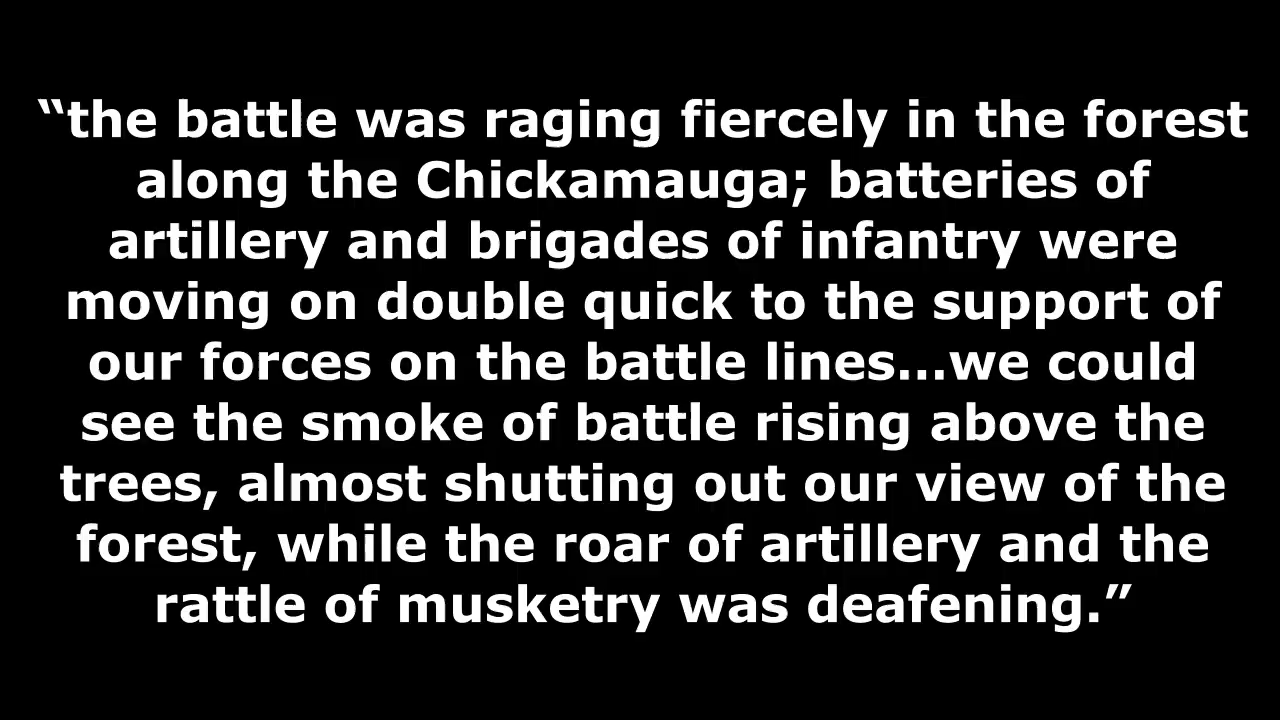 “the battle was raging fiercely in the forest
along the Chickamauga; batteries of
artillery and brigades of infantry were
moving on double quick to the support of
our forces on the battle lines...we could
see the smoke of battle rising above the
trees, almost shutting out our view of the
forest, while the roar of artillery and the
rattle of musketry was deafening.”